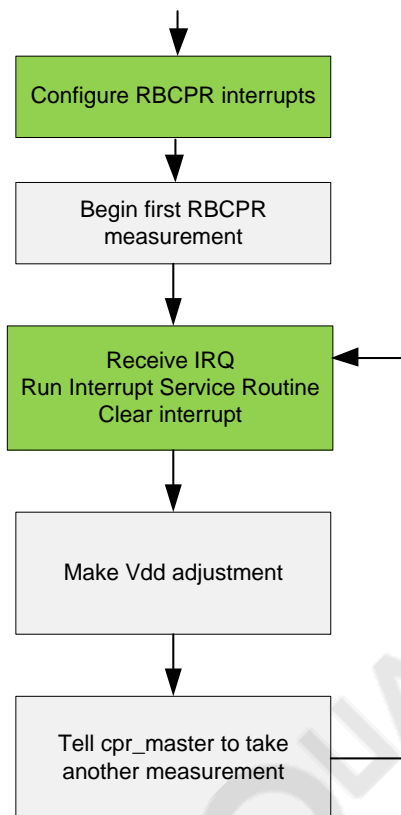 Configure RBCPR interrupts
Begin first RBCPR
measurement
Receive IRQ
Run Interrupt Service Routine
Clear interrupt
Make Vdd adjustment
Tell cpr_master to take
another measurement